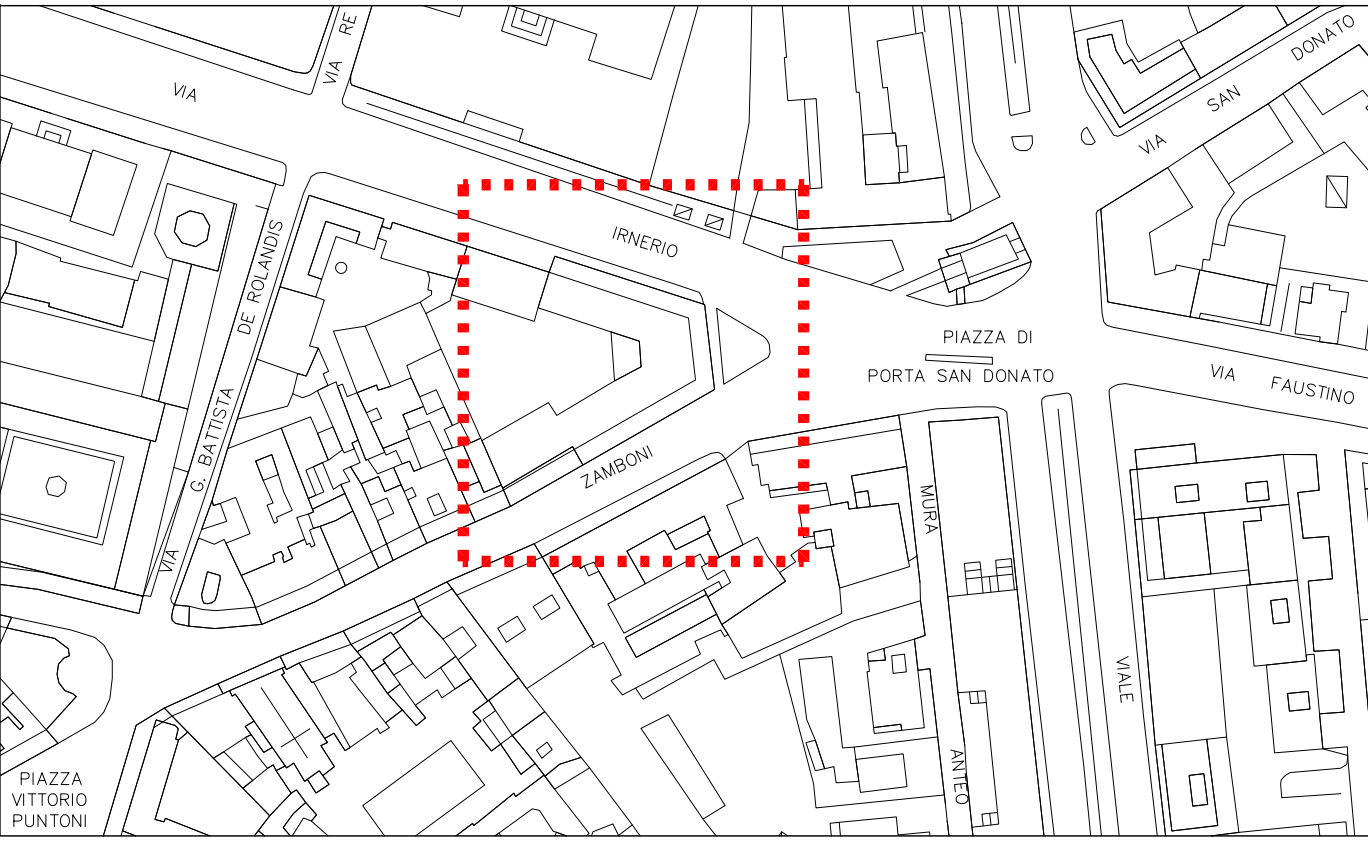 VIA RE
VIA
VIA SAN DONATO
IRNERIO
VIA G. BATTISTA DE ROLANDIS
PIAZZA DI
PORTA SAN DONATO
VIA FAUSTINO
ZAMBONI
MURA
ANTEO
VIALE
PIAZZA
VITTORIO
PUNTONI